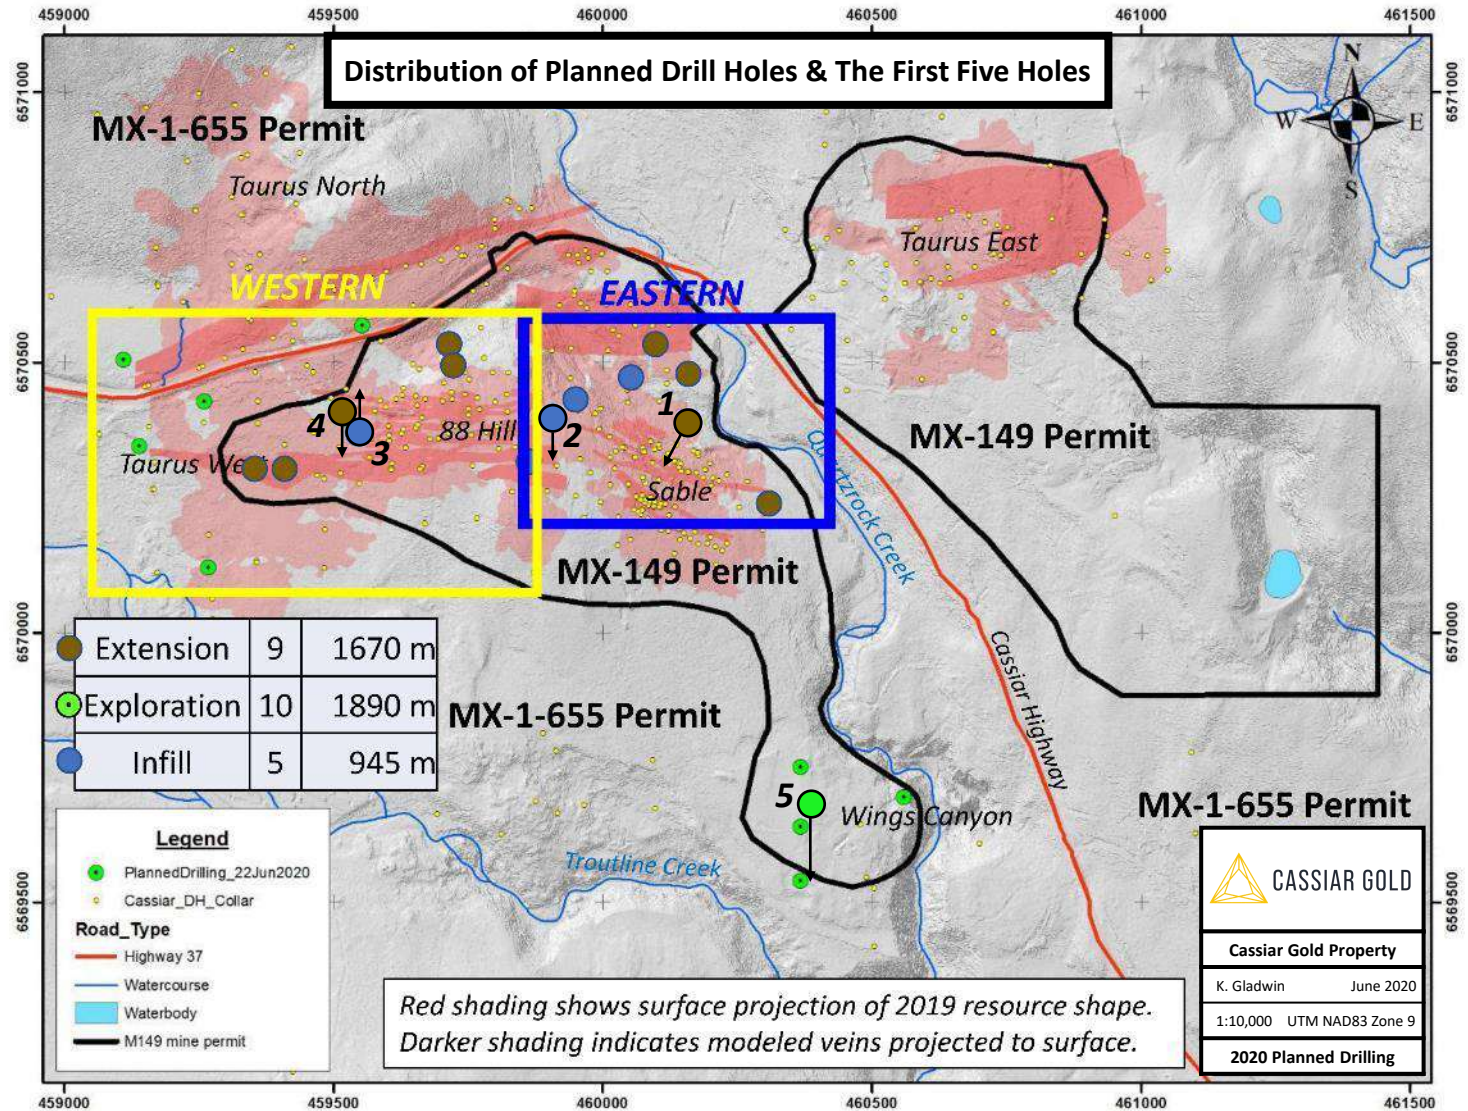 459000 459500 460000 460500 461000 461500
Distribution of Planned Drill Holes & The First Five Holes
N
W E
S
6571000 6571000
MX-1-655 Permit
Taurus North
Taurus East
WESTERN
EASTERN
6570500 6570500
1
4
3
88 Hill
2
MX-149 Permit
Taurus West
Sable
Quartzrock Creek
MX-149 Permit
6570000 6570000
Extension 9 1670 m
Exploration 10 1890 m
Infill 5 945 m
Cassiar Highway
MX-1-655 Permit
MX-1-655 Permit
5
Wings Canyon
Troutline Creek
6569500 6569500
Legend
PlannedDrilling_22Jun2020
Cassiar_DH_Collar
Road_Type
Highway 37
Watercourse
Waterbody
M149 mine permit
Red shading shows surface projection of 2019 resource shape.
Darker shading indicates modeled veins projected to surface.
CASSIAR GOLD
Cassiar Gold Property
K. Gladwin June 2020
1:10,000 UTM NAD83 Zone 9
2020 Planned Drilling
459000 459500 460000 460500 461000 461500